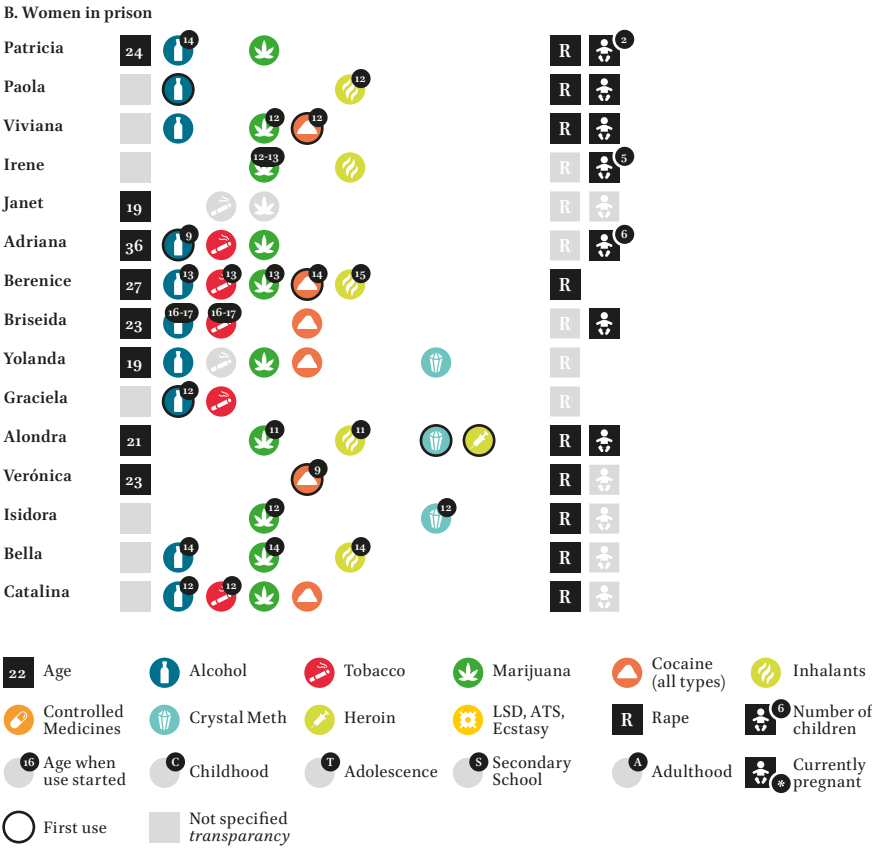 B. Women in prison
Patricia 24 14 R 2
Paola 12 R
Viviana 12 12 R
Irene 12-13 R 5
Janet 19 R
Adriana 36 9 R 6
Berenice 27 13 13 13 14 15 R
Briseida 23 16-17 16-17 R
Yolanda 19 R
Graciela 12 R
Alondra 21 11 11 R
Verónica 23 9 R
Isidora 12 12 R
Bella 14 14 14 R
Catalina 12 12 R
22 Age Alcohol Tobacco Marijuana Cocaine (all types) Inhalants
Controlled Medicines Crystal Meth Heroin LSD, ATS, Ecstasy R Rape 6 Number of children
16 Age when use started C Childhood T Adolescence S Secondary School A Adulthood * Currently pregnant
First use Not specified transparancy